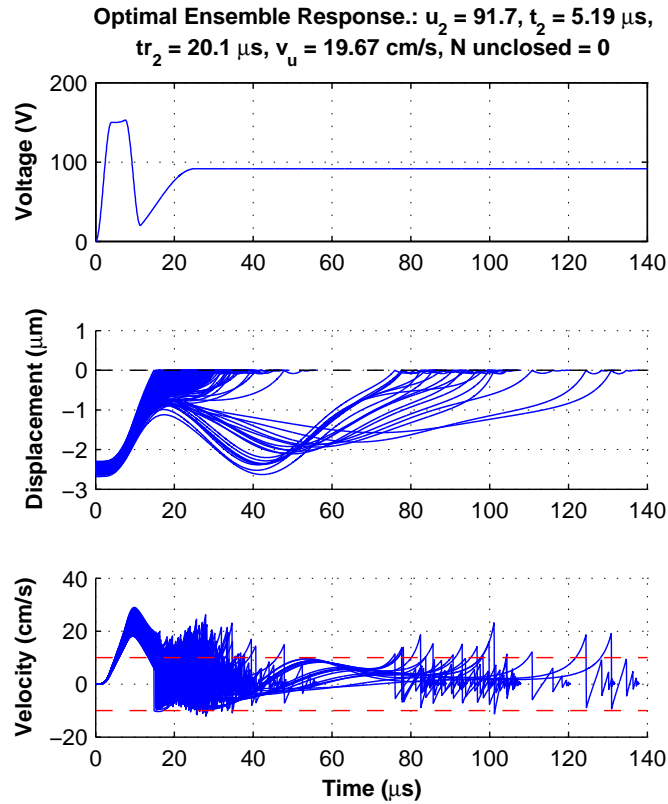 Optimal Ensemble Response.: u₂ = 91.7, t₂ = 5.19 μs,
tr₂ = 20.1 μs, vᵤ = 19.67 cm/s, N unclosed = 0
200
100
0
Voltage (V)
0 20 40 60 80 100 120 140
1
0
−1
−2
−3
Displacement (μm)
0 20 40 60 80 100 120 140
40
20
0
−20
Velocity (cm/s)
0 20 40 60 80 100 120 140
Time (μs)